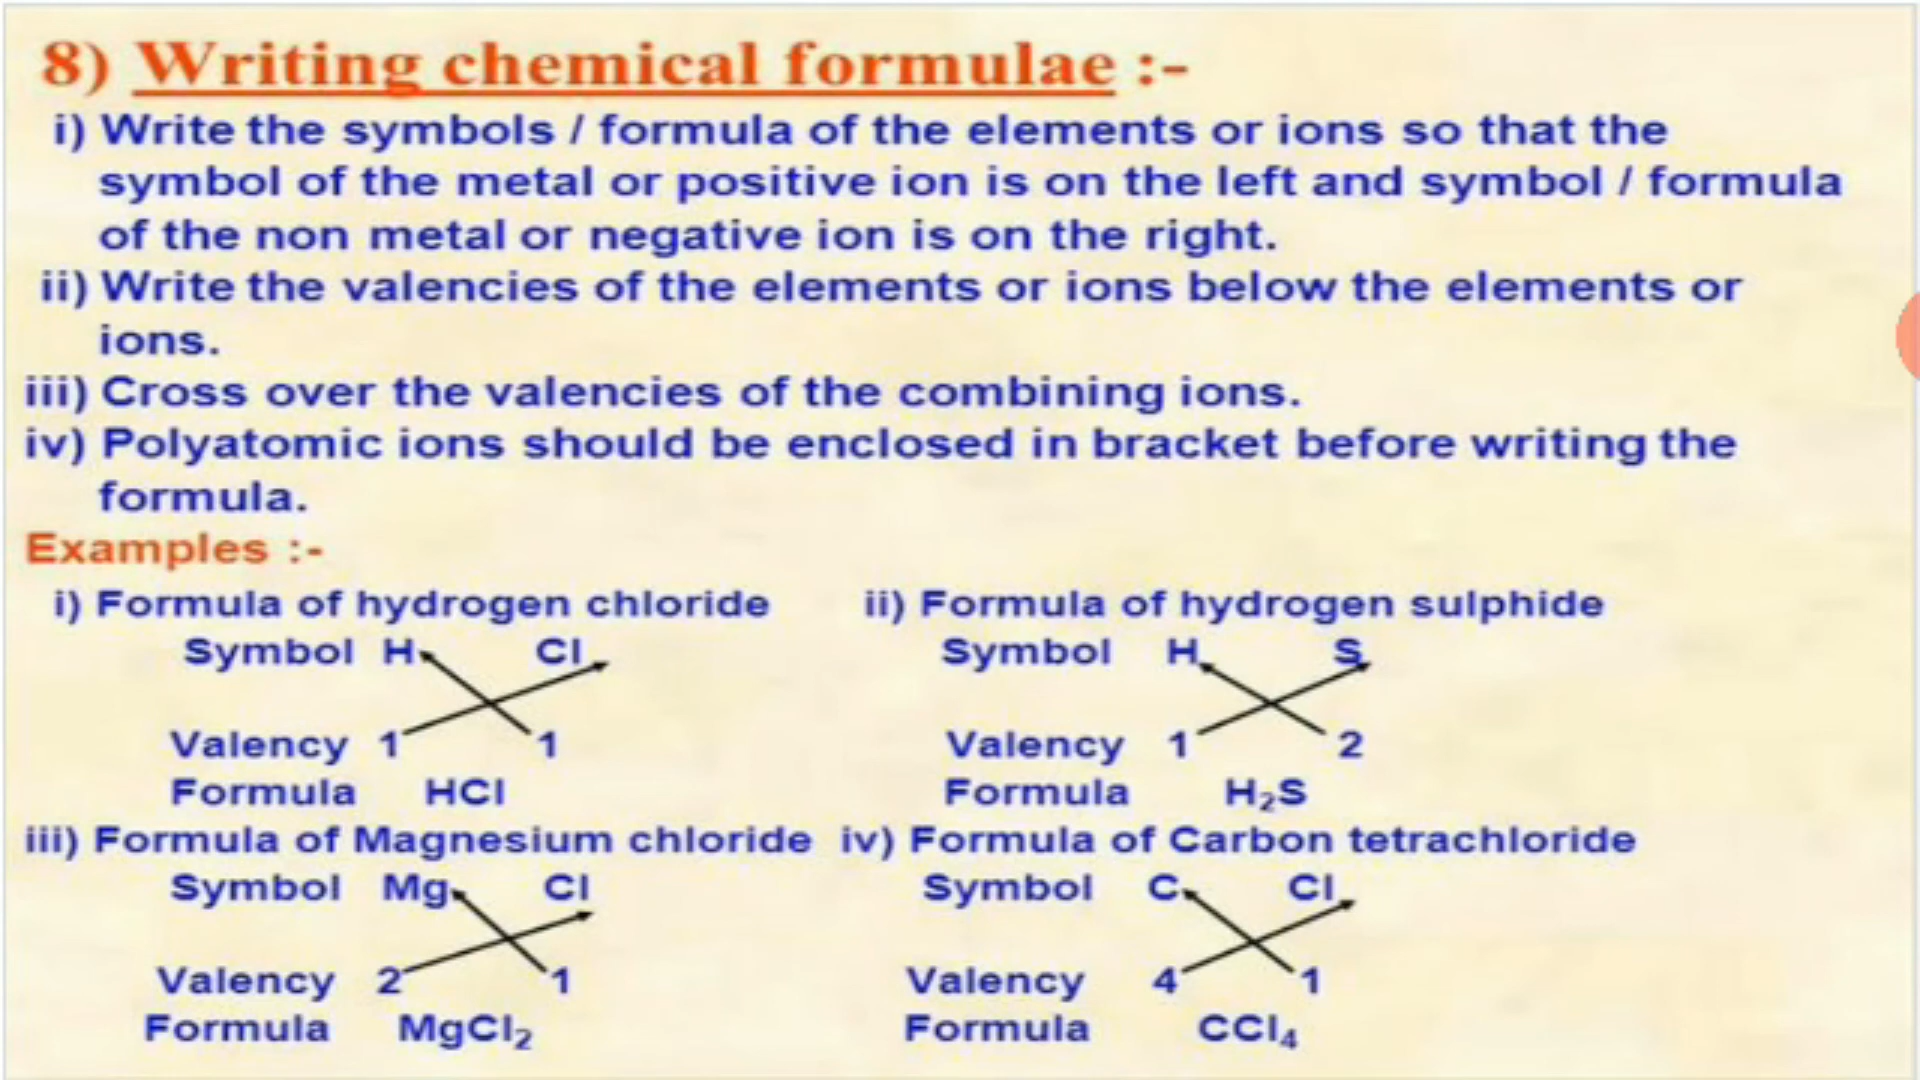 8) Writing chemical formulae :-
i) Write the symbols / formula of the elements or ions so that the
symbol of the metal or positive ion is on the left and symbol / formula
of the non metal or negative ion is on the right.
ii) Write the valencies of the elements or ions below the elements or
ions.
iii) Cross over the valencies of the combining ions.
iv) Polyatomic ions should be enclosed in bracket before writing the
formula.
Examples :-
i) Formula of hydrogen chloride
Symbol H Cl
Valency 1 1
Formula HCl
ii) Formula of hydrogen sulphide
Symbol H S
Valency 1 2
Formula H₂S
iii) Formula of Magnesium chloride
Symbol Mg Cl
Valency 2 1
Formula MgCl₂
iv) Formula of Carbon tetrachloride
Symbol C Cl
Valency 4 1
Formula CCl₄